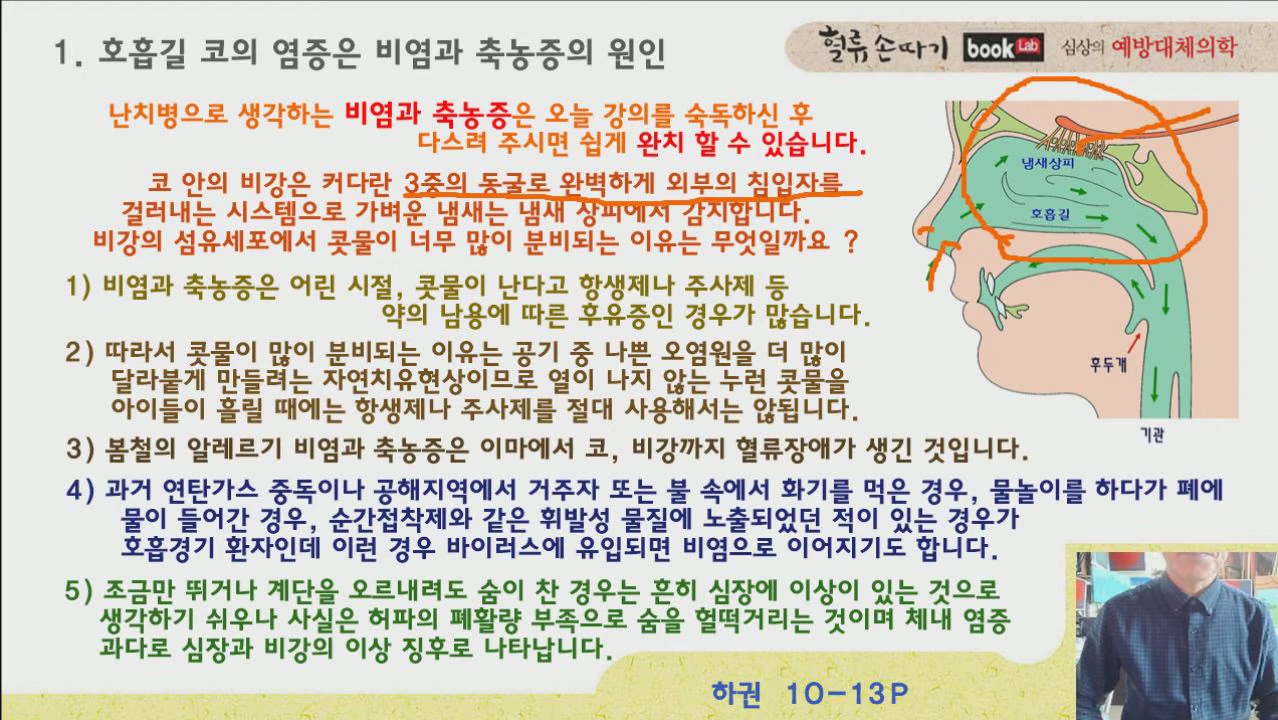 1. 호흡길 코의 염증은 비염과 축농증의 원인
혈류 손따기 book Lab 심상의 예방대체의학
난치병으로 생각하는 비염과 축농증은 오늘 강의를 숙독하신 후
다스려 주시면 쉽게 완치 할 수 있습니다.
코 안의 비강은 커다란 3중의 동굴로 완벽하게 외부의 침입자를
걸러내는 시스템으로 가벼운 냄새는 냄새 상피에서 감지합니다.
비강의 섬유세포에서 콧물이 너무 많이 분비되는 이유는 무엇일까요 ?
1) 비염과 축농증은 어린 시절, 콧물이 난다고 항생제나 주사제 등
약의 남용에 따른 후유증인 경우가 많습니다.
2) 따라서 콧물이 많이 분비되는 이유는 공기 중 나쁜 오염원을 더 많이
달라붙게 만들려는 자연치유현상이므로 열이 나지 않는 누런 콧물을
아이들이 흘릴 때에는 항생제나 주사제를 절대 사용해서는 않됩니다.
3) 봄철의 알레르기 비염과 축농증은 이마에서 코, 비강까지 혈류장애가 생긴 것입니다.
4) 과거 연탄가스 중독이나 공해지역에서 거주자 또는 불 속에서 화기를 먹은 경우, 물놀이를 하다가 폐에
물이 들어간 경우, 순간접착제와 같은 휘발성 물질에 노출되었던 적이 있는 경우가
호흡경기 환자인데 이런 경우 바이러스에 유입되면 비염으로 이어지기도 합니다.
5) 조금만 뛰거나 계단을 오르내려도 숨이 찬 경우는 흔히 심장에 이상이 있는 것으로
생각하기 쉬우나 사실은 허파의 폐활량 부족으로 숨을 헐떡거리는 것이며 체내 염증
과다로 심장과 비강의 이상 징후로 나타납니다.
냄새상피
호흡길
후두개
기관
하권 10-13P